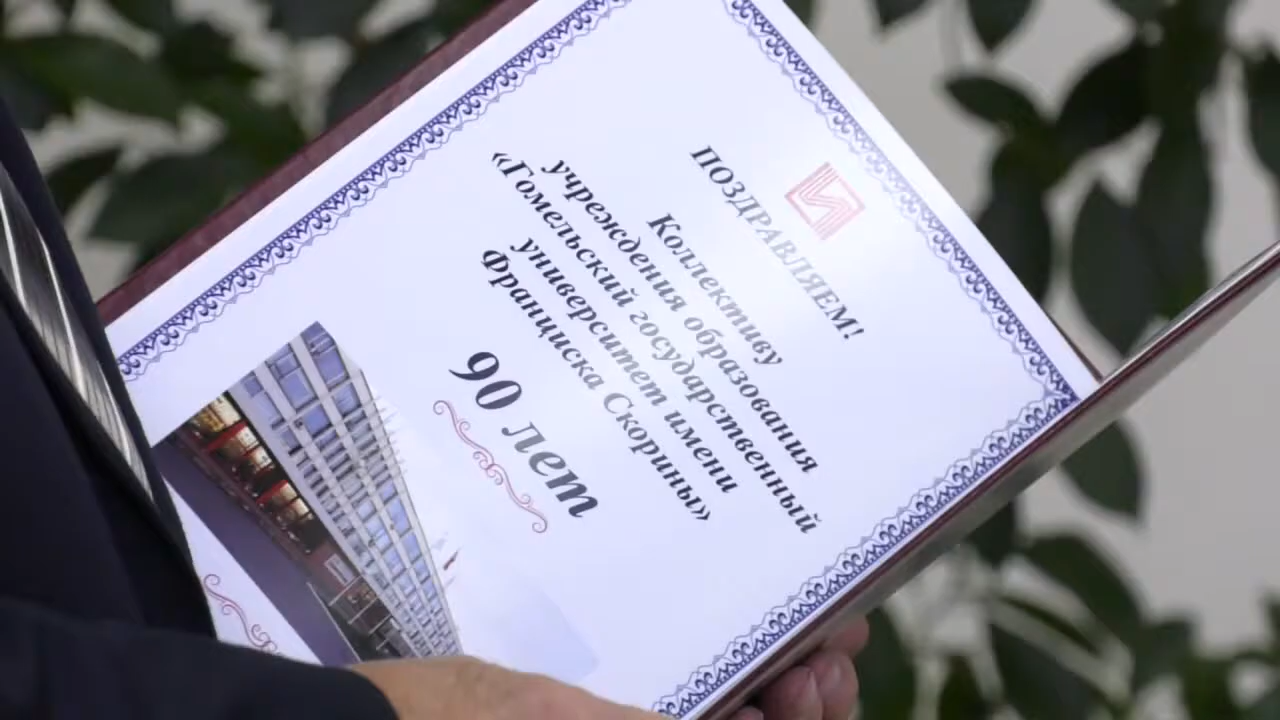 ПОЗДРАВЛЯЕМ!
Коллективу
учреждения образования
«Гомельский государственный
университет имени
Франциска Скорины»
90 лет